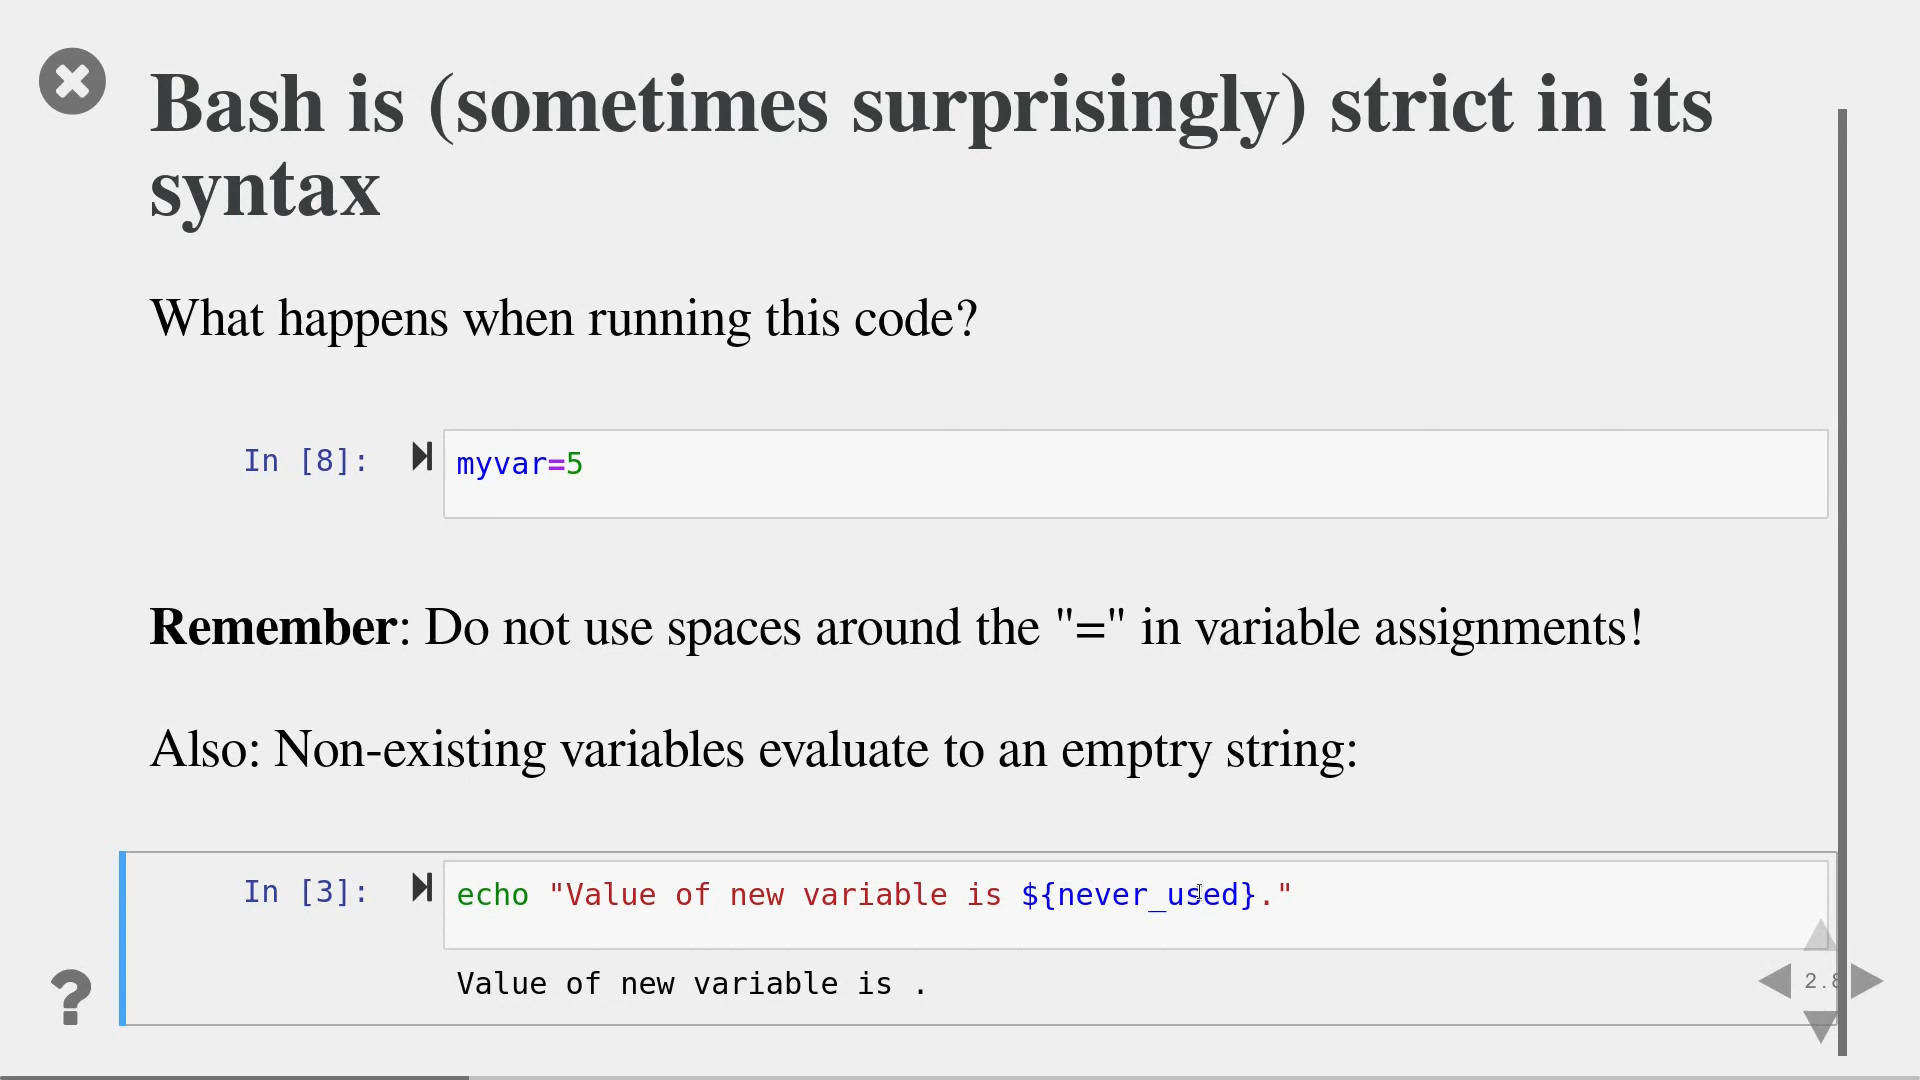 Bash is (sometimes surprisingly) strict in its
syntax
What happens when running this code?
In [8]:
myvar=5
Remember: Do not use spaces around the "=" in variable assignments!
Also: Non-existing variables evaluate to an emptry string:
In [3]:
echo "Value of new variable is ${never_used}."
Value of new variable is .
2.8